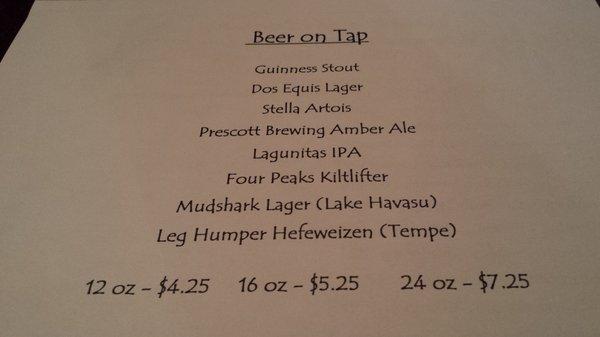 Beer on Tap
Guinness Stout
Dos Equis Lager
Stella Artois
Prescott Brewing Amber Ale
Lagunitas IPA
Four Peaks Kiltlifter
Mudshark Lager (Lake Havasu)
Leg Humper Hefeweizen (Tempe)
12 oz - $4.25 16 oz - $5.25 24 oz - $7.25